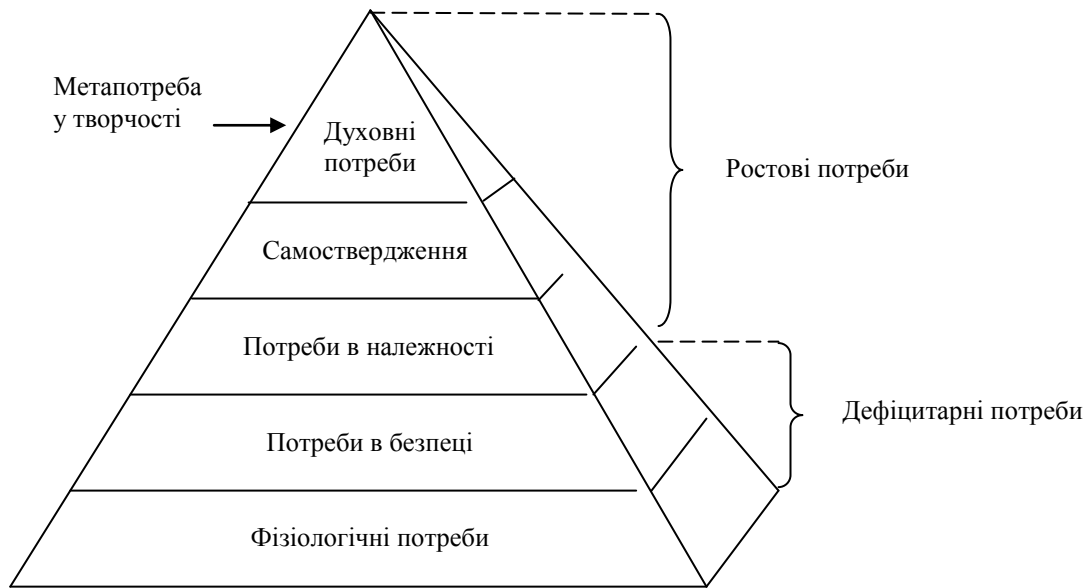 Метапотреба
у творчості
Духовні
потреби
Ростові потреби
Самоствердження
Потреби в належності
Дефіцитарні потреби
Потреби в безпеці
Фізіологічні потреби